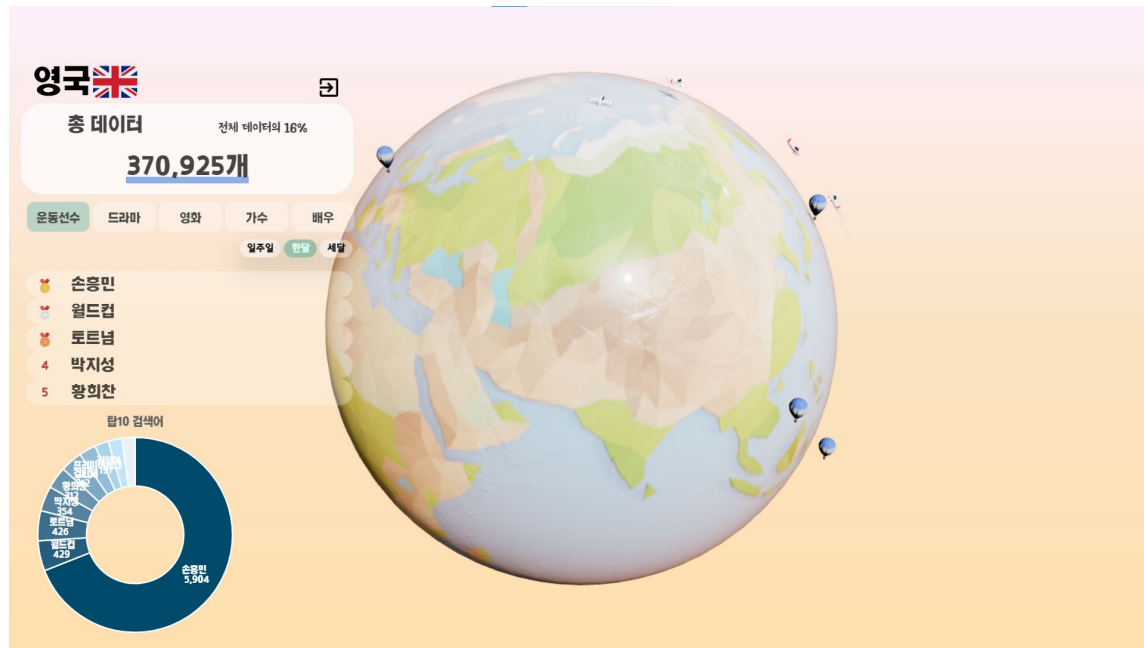 영국
총 데이터 전체 데이터의 16%
370,925개
운동선수 드라마 영화 가수 배우
일주일 한달 세달
손흥민
월드컵
토트넘
4 박지성
5 황희찬
탑10 검색어
황희찬
312
박지성
354
토트넘
426
월드컵
429
손흥민
5,904